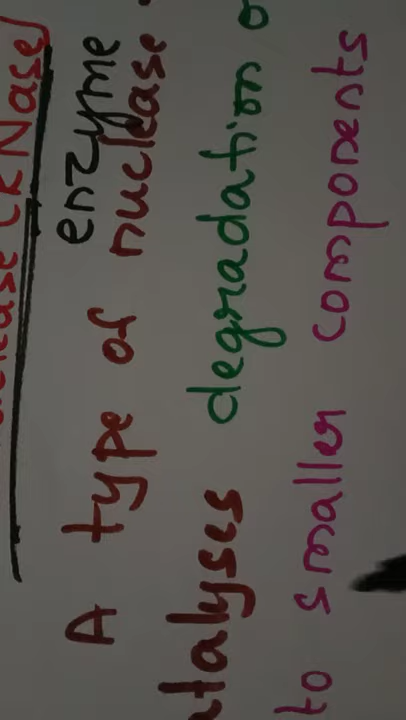 (RNase)
enzyme
A type of nuclease.
degradation
to smaller components